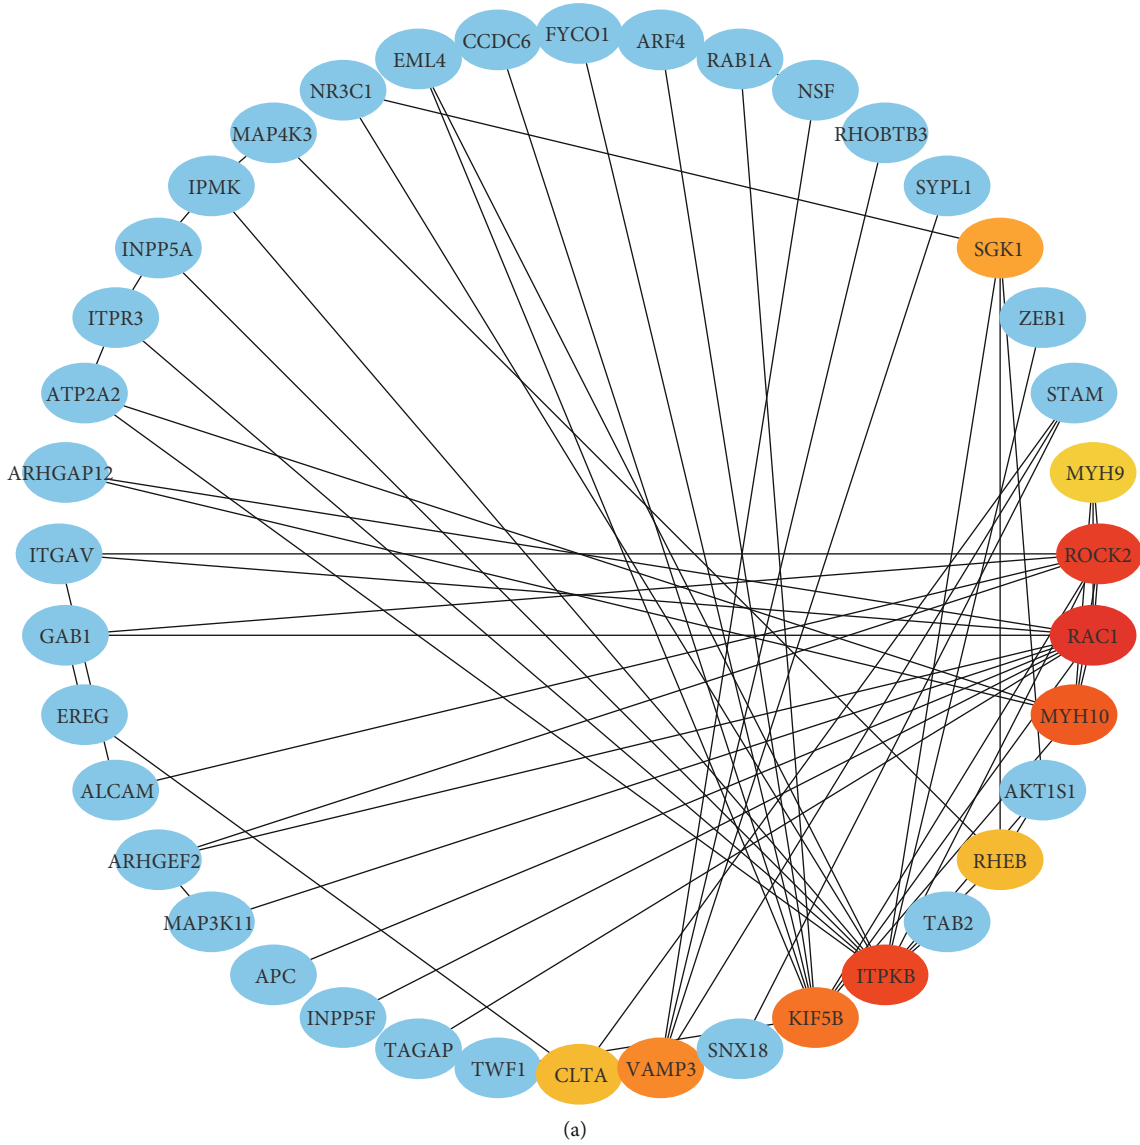 FYCO1
CCDC6
ARF4
EML4
RAB1A
NR3C1
NSF
MAP4K3
RHOBTB3
IPMK
SYPL1
INPP5A
SGK1
ITPR3
ZEB1
ATP2A2
STAM
ARHGAP12
MYH9
ITGAV
ROCK2
GAB1
RAC1
EREG
MYH10
ALCAM
AKT1S1
ARHGEF2
RHEB
MAP3K11
TAB2
APC
ITPKB
INPP5F
KIF5B
TAGAP
SNX18
TWF1
VAMP3
CLTA
(a)